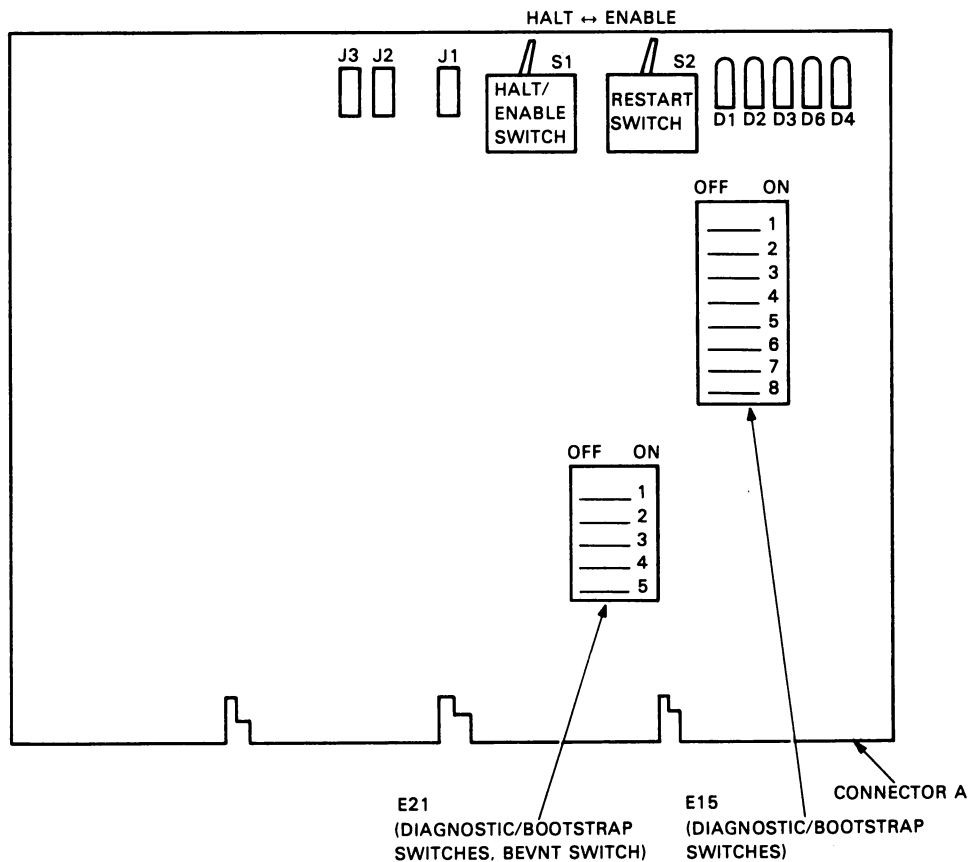 HALT ↔ ENABLE
J3 J2 J1 S1 S2
HALT/
ENABLE
SWITCH
RESTART
SWITCH
D1 D2 D3 D6 D4
OFF ON
1
2
3
4
5
6
7
8
OFF ON
1
2
3
4
5
E21
(DIAGNOSTIC/BOOTSTRAP
SWITCHES, BEVNT SWITCH)
E15
(DIAGNOSTIC/BOOTSTRAP
SWITCHES)
CONNECTOR A